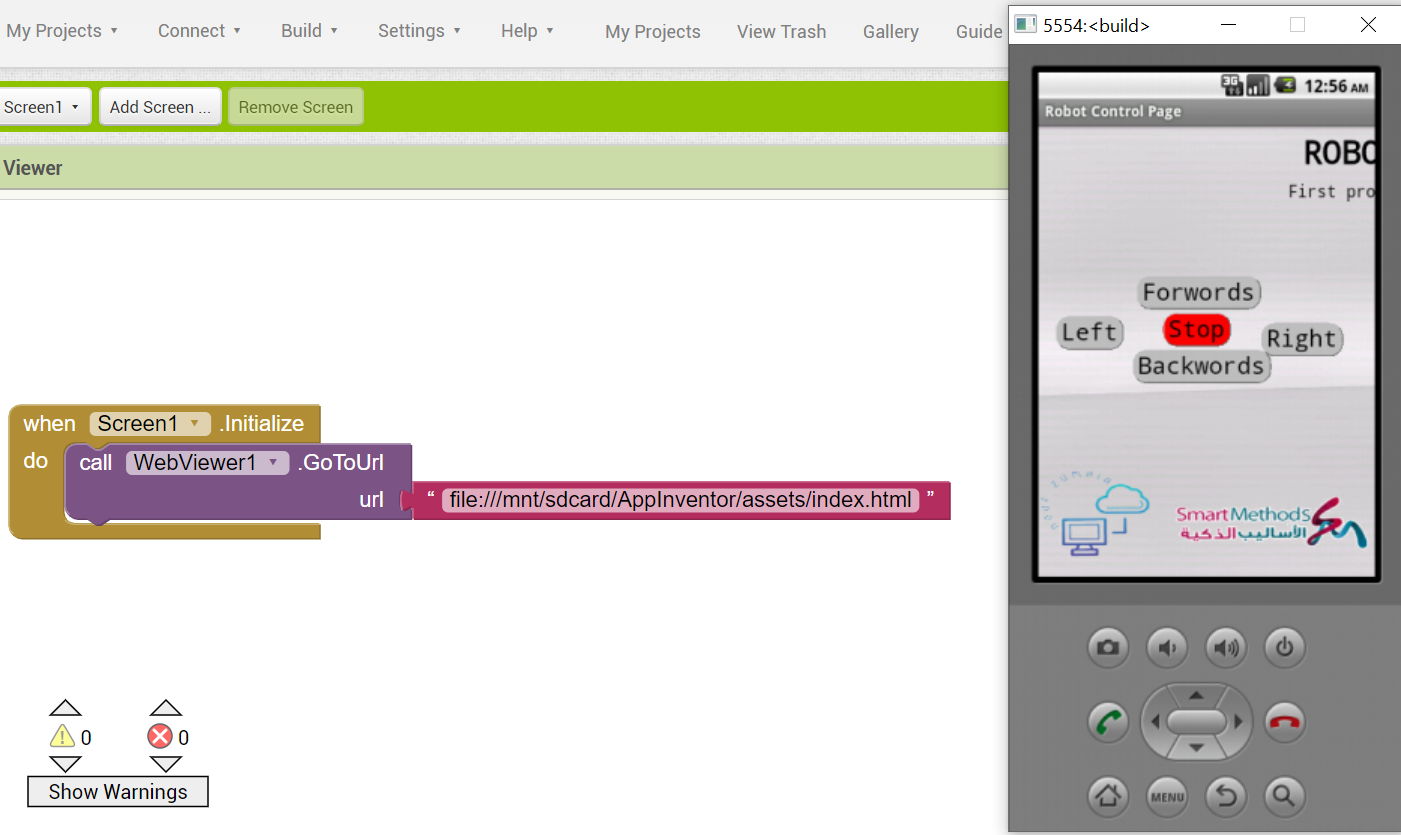 My Projects Connect Build Settings Help My Projects View Trash Gallery Guide
Screen1 Add Screen ... Remove Screen
Viewer
when Screen1 .Initialize
do call WebViewer1 .GoToUrl
url “ file:///mnt/sdcard/AppInventor/assets/index.html ”
0 0
Show Warnings
5554:<build>
3G 12:56 AM
Robot Control Page
ROBO
First pro
Forwords
Left Stop Right
Backwords
SmartMethods
الأساليب الذكية
MENU